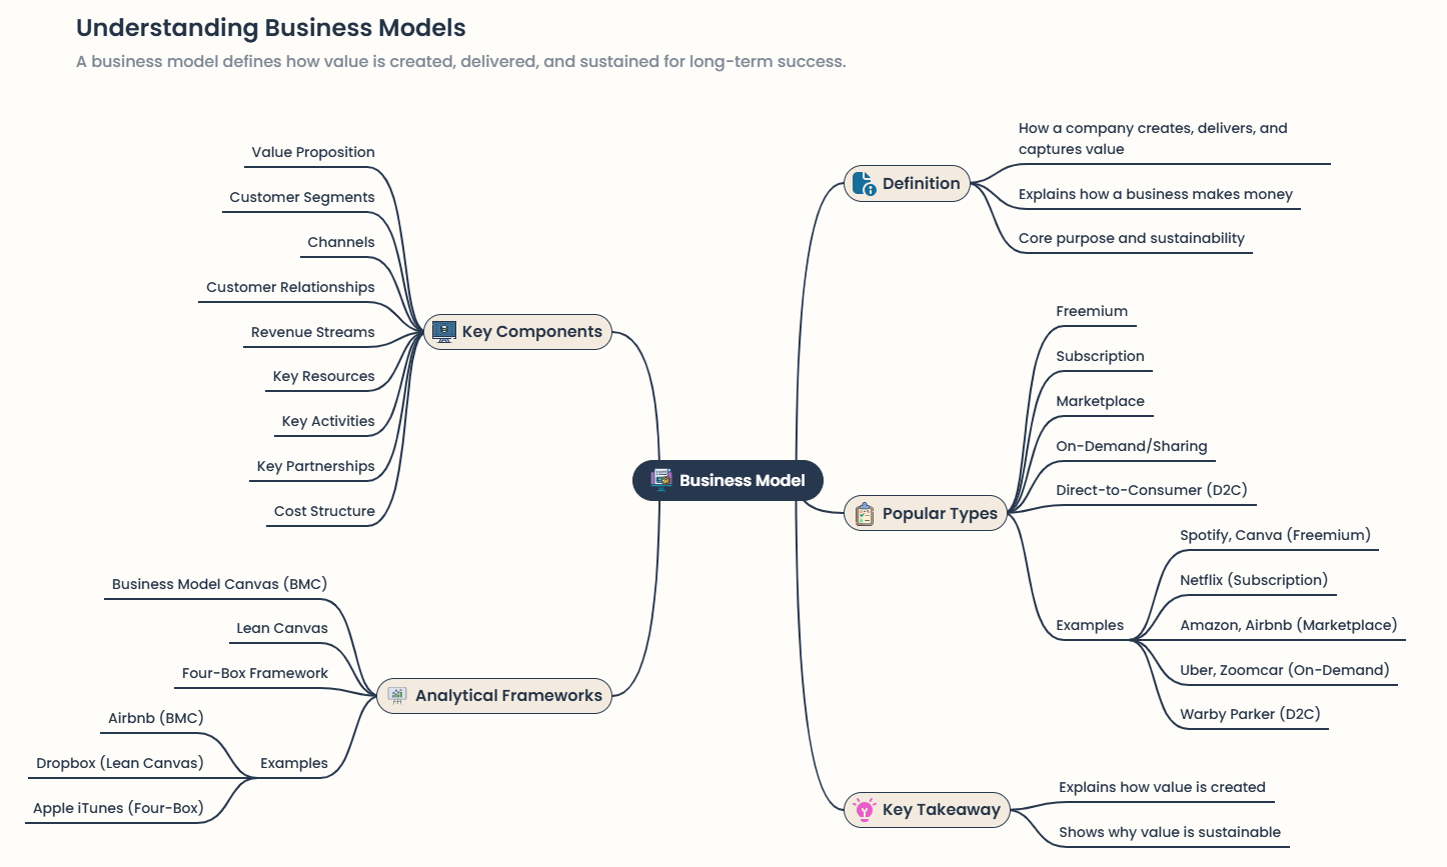 Understanding Business Models
A business model defines how value is created, delivered, and sustained for long-term success.
Business Model
Definition
How a company creates, delivers, and
captures value
Explains how a business makes money
Core purpose and sustainability
Popular Types
Freemium
Subscription
Marketplace
On-Demand/Sharing
Direct-to-Consumer (D2C)
Examples
Spotify, Canva (Freemium)
Netflix (Subscription)
Amazon, Airbnb (Marketplace)
Uber, Zoomcar (On-Demand)
Warby Parker (D2C)
Key Takeaway
Explains how value is created
Shows why value is sustainable
Key Components
Value Proposition
Customer Segments
Channels
Customer Relationships
Revenue Streams
Key Resources
Key Activities
Key Partnerships
Cost Structure
Analytical Frameworks
Business Model Canvas (BMC)
Lean Canvas
Four-Box Framework
Examples
Airbnb (BMC)
Dropbox (Lean Canvas)
Apple iTunes (Four-Box)